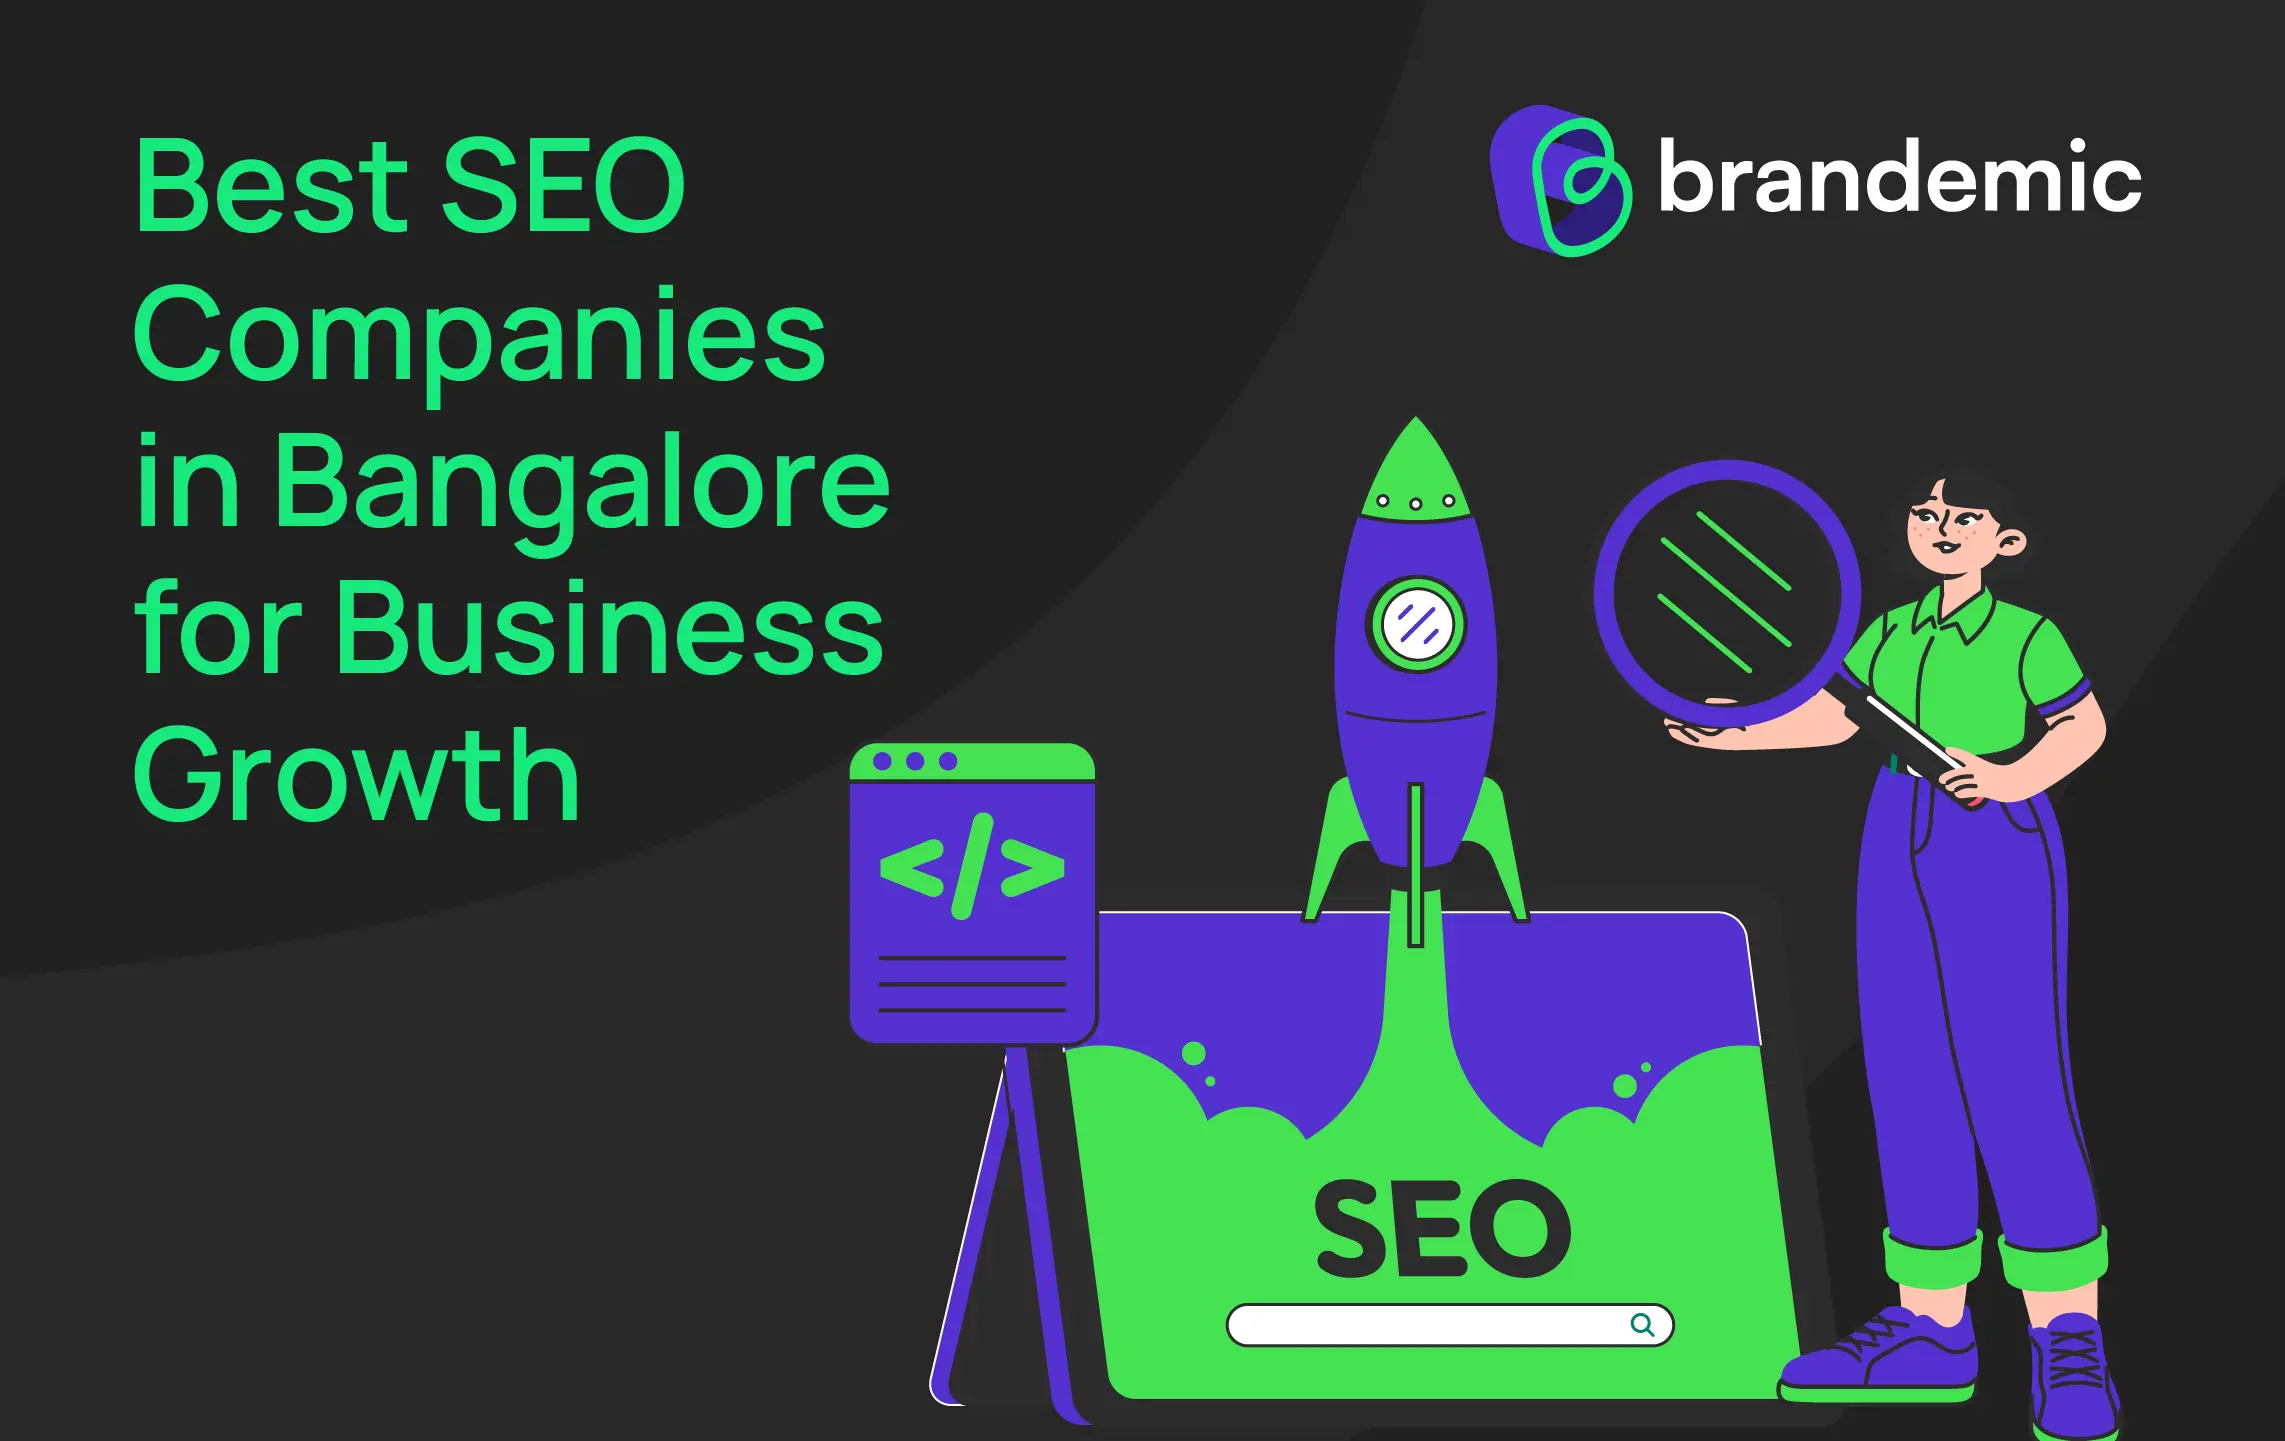 Best SEO
Companies
in Bangalore
for Business
Growth
brandemic
</>
SEO